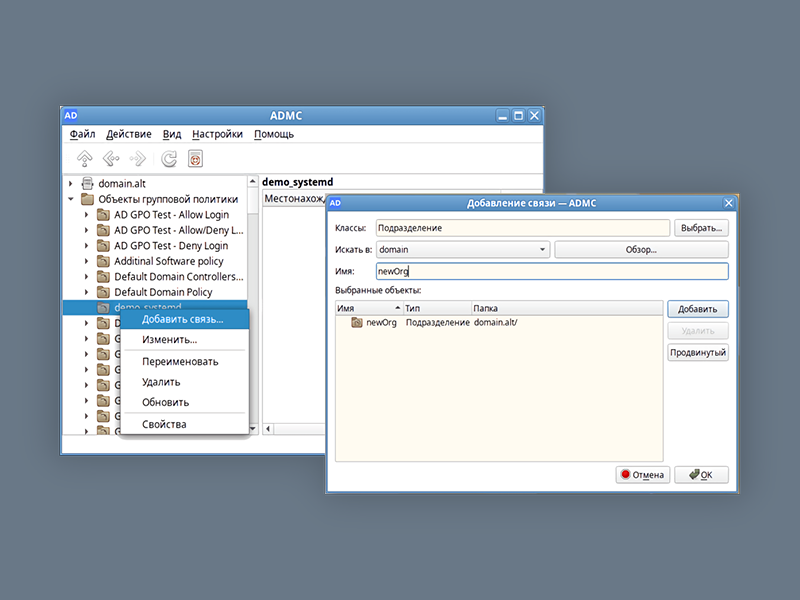 AD ADMC
Файл Действие Вид Настройки Помощь
domain.alt
Объекты групповой политики
AD GPO Test - Allow Login
AD GPO Test - Allow/Deny L...
AD GPO Test - Deny Login
Additinal Software policy
Default Domain Controllers...
Default Domain Policy
demo_systemd
Добавить связь...
Изменить...
Переименовать
Удалить
Обновить
Свойства
demo_systemd
Местонахожд
AD Добавление связи — ADMC
Классы: Подразделение Выбрать...
Искать в: domain Обзор...
Имя: newOrg
Выбранные объекты:
Имя Тип Папка
newOrg Подразделение domain.alt/
Добавить
Удалить
Продвинутый
Отмена OK